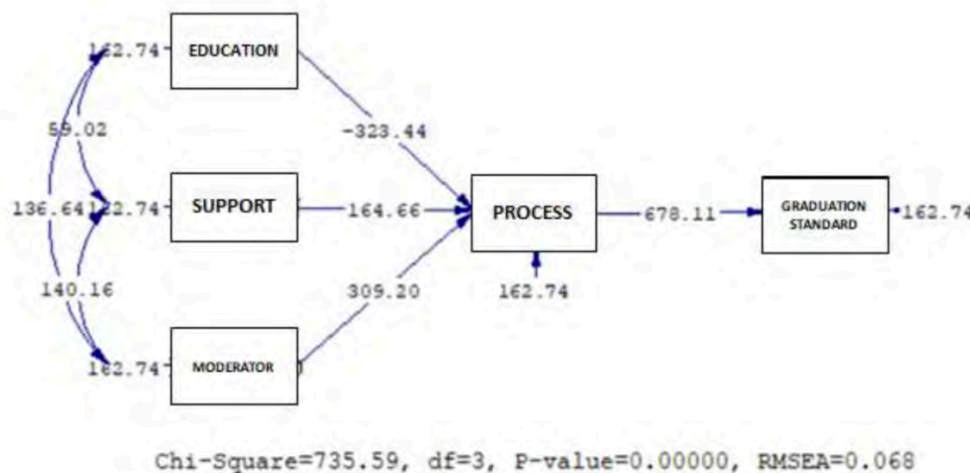 162.74
EDUCATION
59.02
-323.44
136.64
162.74
SUPPORT
164.66
PROCESS
678.11
GRADUATION
STANDARD
162.74
140.16
309.20
162.74
162.74
MODERATOR
Chi-Square=735.59, df=3, P-value=0.00000, RMSEA=0.068